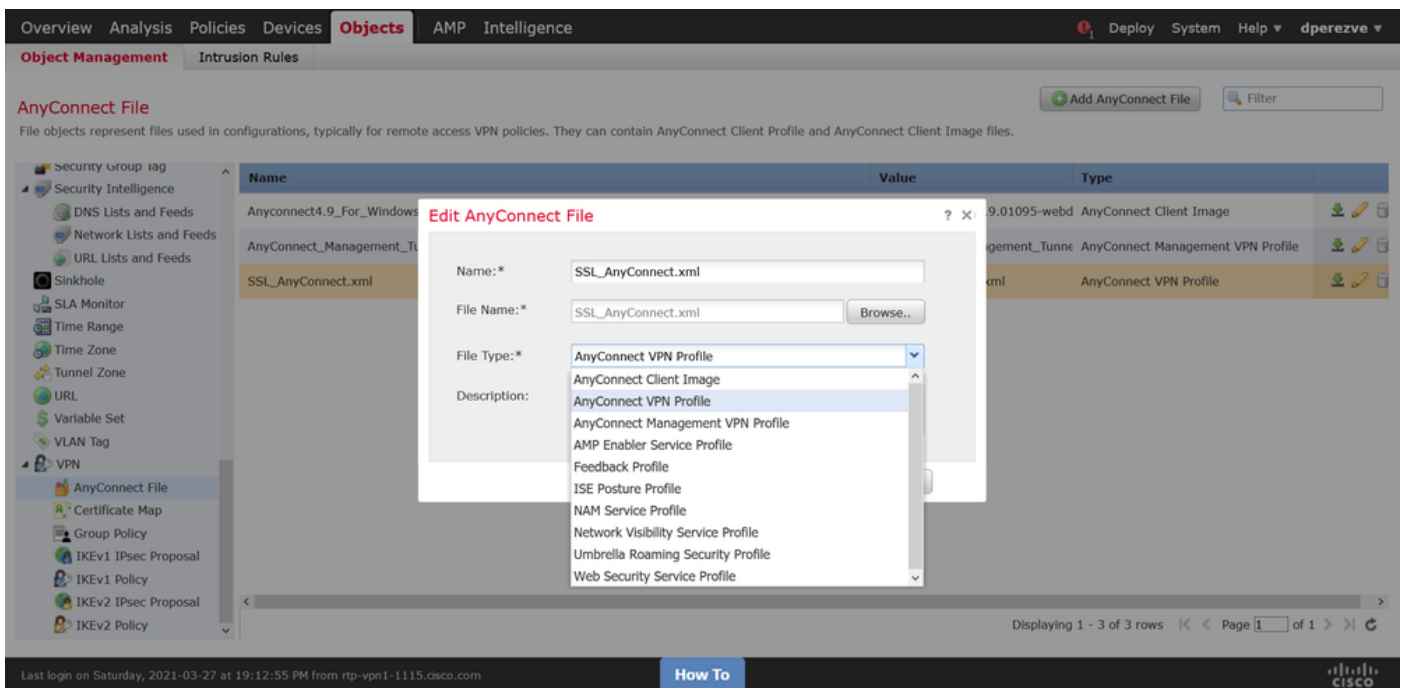 Overview Analysis Policies Devices Objects AMP Intelligence 1 Deploy System Help dperezve
Object Management Intrusion Rules
AnyConnect File
Add AnyConnect File Filter
File objects represent files used in configurations, typically for remote access VPN policies. They can contain AnyConnect Client Profile and AnyConnect Client Image files.
Security Group Tag
Security Intelligence
DNS Lists and Feeds
Network Lists and Feeds
URL Lists and Feeds
Sinkhole
SLA Monitor
Time Range
Time Zone
Tunnel Zone
URL
Variable Set
VLAN Tag
VPN
AnyConnect File
Certificate Map
Group Policy
IKEv1 IPsec Proposal
IKEv1 Policy
IKEv2 IPsec Proposal
IKEv2 Policy
Name Value Type
Anyconnect4.9_For_Windows .9.01095-webd AnyConnect Client Image
AnyConnect_Management_Tu gement_Tunne AnyConnect Management VPN Profile
SSL_AnyConnect.xml xml AnyConnect VPN Profile
Edit AnyConnect File ? X
Name:* SSL_AnyConnect.xml
File Name:* SSL_AnyConnect.xml Browse..
File Type:* AnyConnect VPN Profile
Description:
AnyConnect Client Image
AnyConnect VPN Profile
AnyConnect Management VPN Profile
AMP Enabler Service Profile
Feedback Profile
ISE Posture Profile
NAM Service Profile
Network Visibility Service Profile
Umbrella Roaming Security Profile
Web Security Service Profile
Displaying 1 - 3 of 3 rows Page 1 of 1
Last login on Saturday, 2021-03-27 at 19:12:55 PM from rtp-vpn1-1115.cisco.com
How To
CISCO